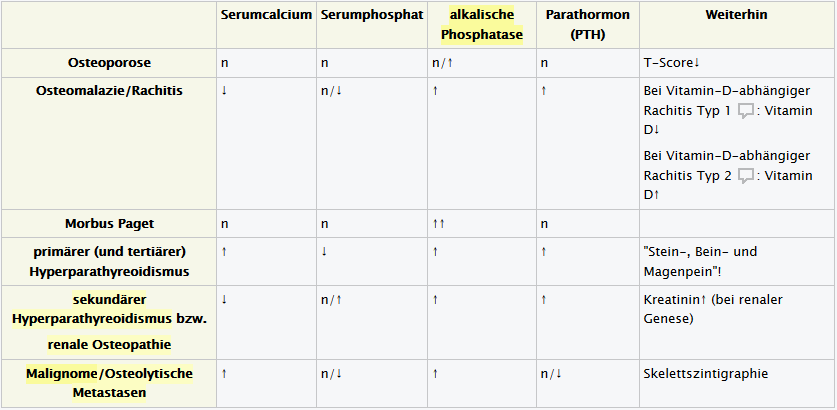 Serumcalcium Serumphosphat alkalische Phosphatase Parathormon (PTH) Weiterhin
Osteoporose n n n/↑ n T-Score↓
Osteomalazie/Rachitis ↓ n/↓ ↑ ↑ Bei Vitamin-D-abhängiger
Rachitis Typ 1 : Vitamin
D↓
Bei Vitamin-D-abhängiger
Rachitis Typ 2 : Vitamin
D↑
Morbus Paget n n ↑↑ n
primärer (und tertiärer)
Hyperparathyreoidismus ↑ ↓ ↑ ↑ "Stein-, Bein- und
Magenpein"!
sekundärer
Hyperparathyreoidismus bzw.
renale Osteopathie ↓ n/↑ ↑ ↑ Kreatinin↑ (bei renaler
Genese)
Malignome/Osteolytische
Metastasen ↑ n/↓ ↑ n/↓ Skelettszintigraphie